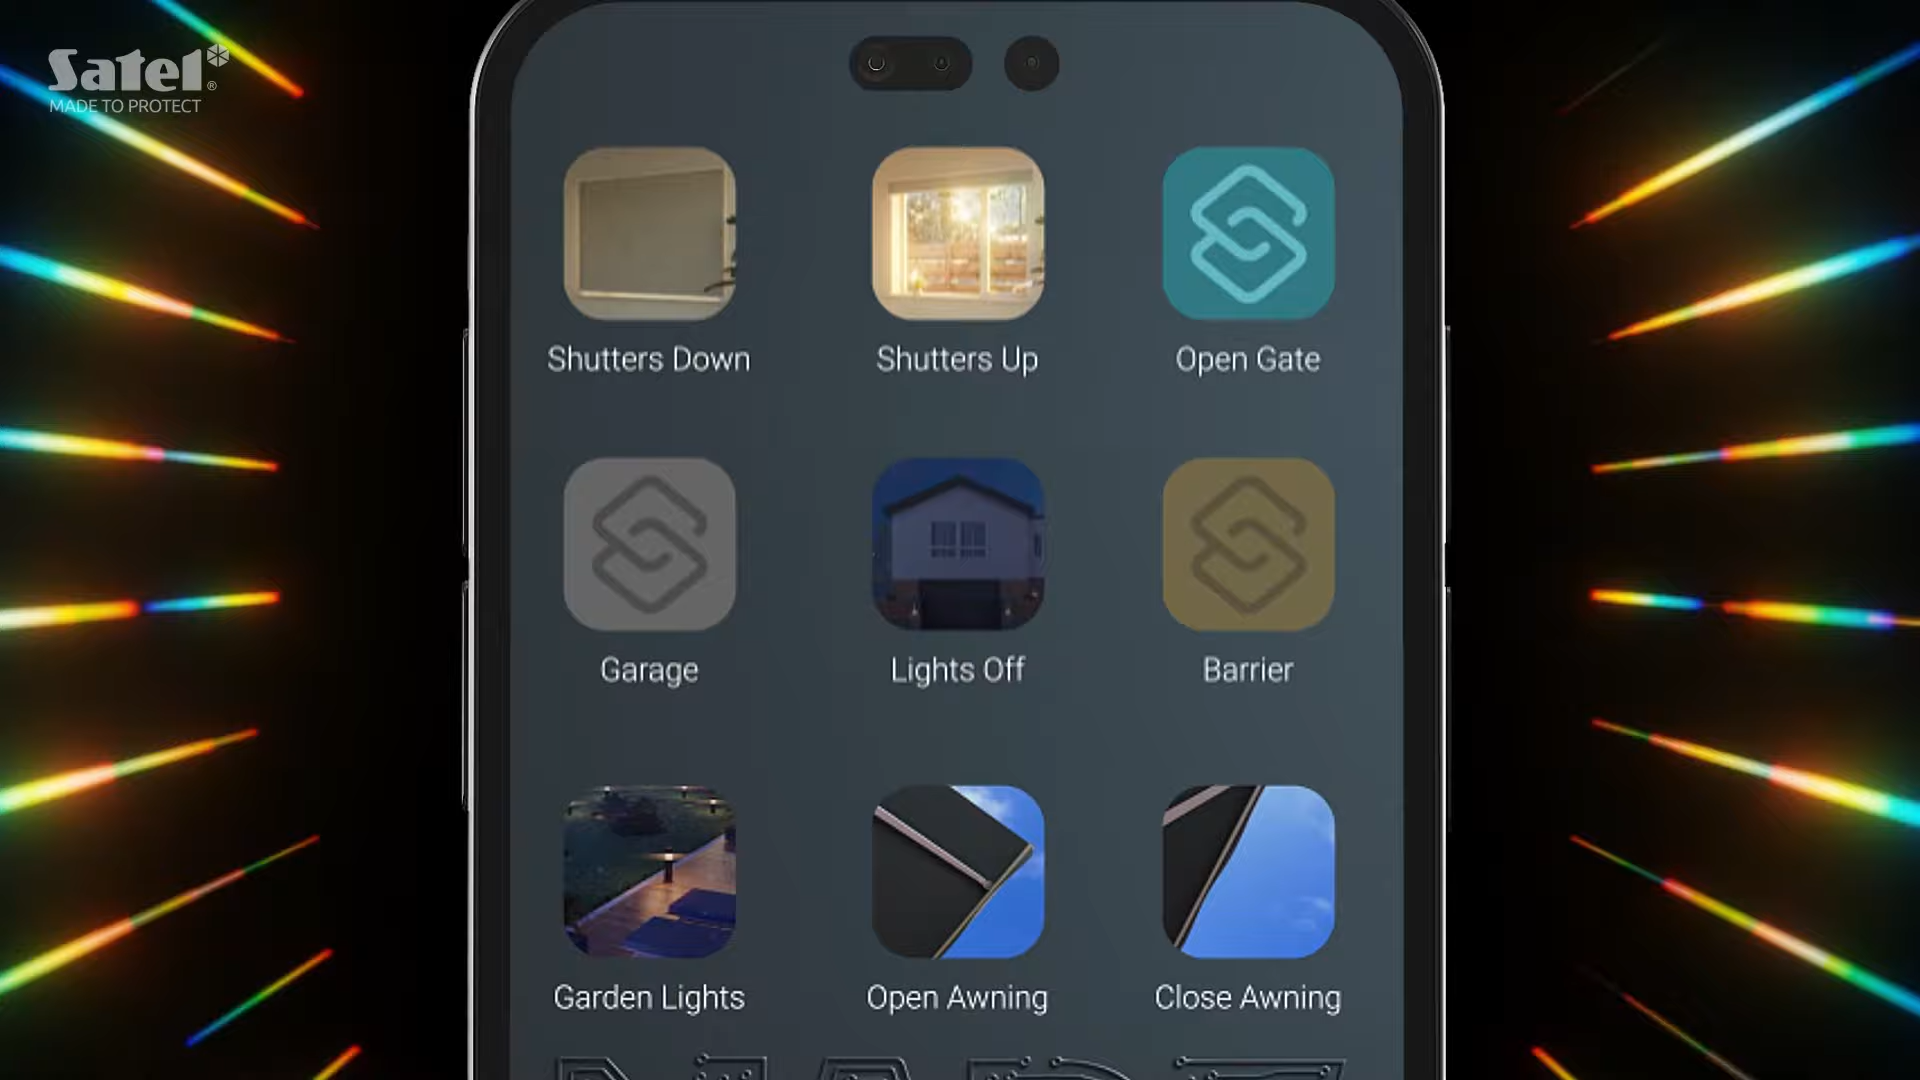 Satel®
MADE TO PROTECT
Shutters Down
Shutters Up
Open Gate
Garage
Lights Off
Barrier
Garden Lights
Open Awning
Close Awning